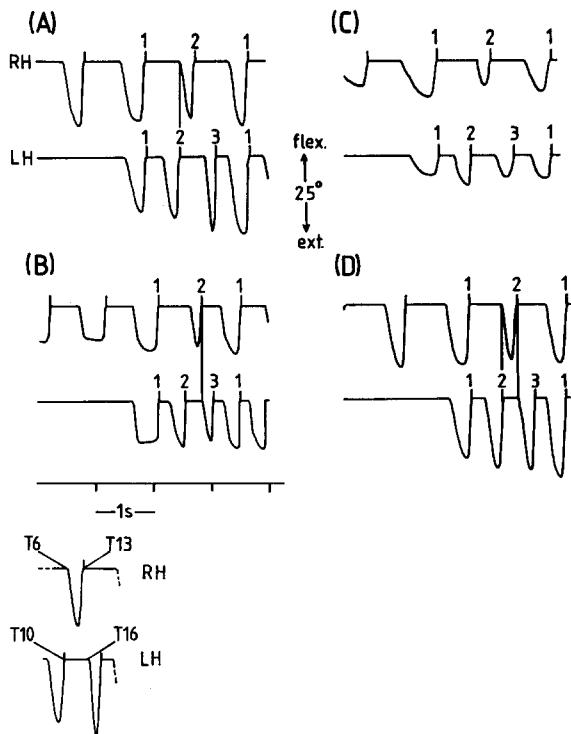 (A)
1 2 1
RH
1 2 3 1
LH
(C)
1 2 1
1 2 3 1
flex.
25°
ext.
(B)
1 2 1
1 2 3 1
(D)
1 2 1
1 2 3 1
1s
T6 T13
RH
T10 T16
LH